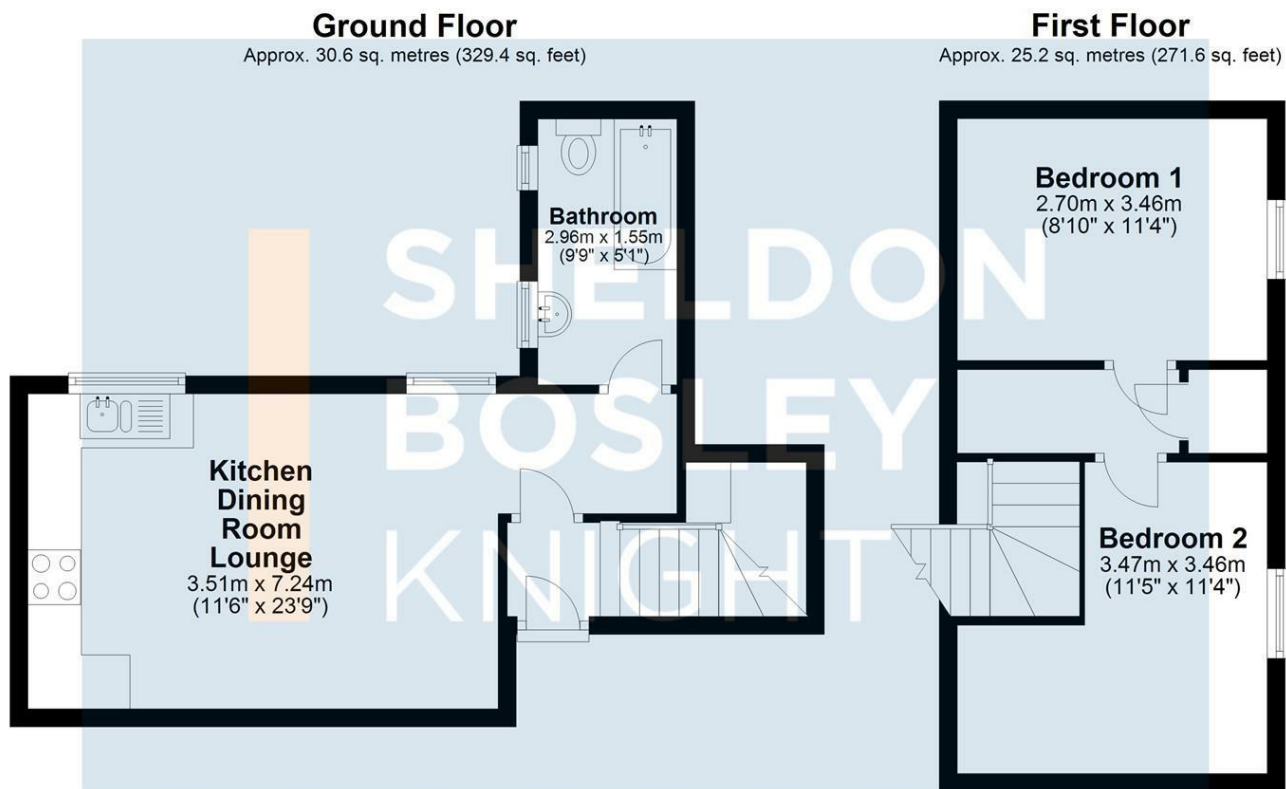 Ground Floor
Approx. 30.6 sq. metres (329.4 sq. feet)
First Floor
Approx. 25.2 sq. metres (271.6 sq. feet)
Bathroom
2.96m x 1.55m
(9'9" x 5'1")
Bedroom 1
2.70m x 3.46m
(8'10" x 11'4")
Kitchen
Dining
Room
Lounge
3.51m x 7.24m
(11'6" x 23'9")
Bedroom 2
3.47m x 3.46m
(11'5" x 11'4")
SHELDON
BOSLEY
KNIGHT